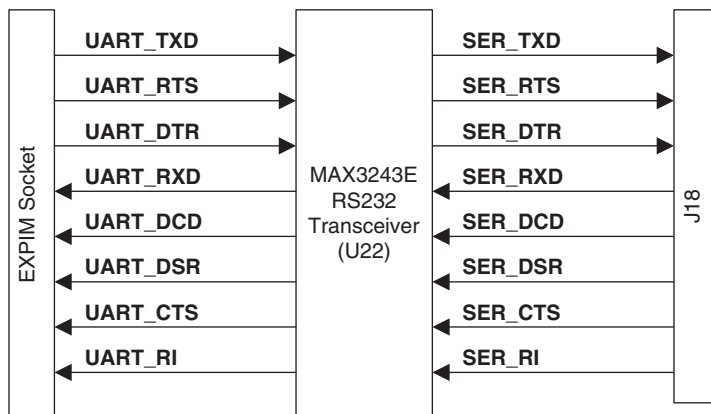 UART_TXD
SER_TXD
UART_RTS
SER_RTS
UART_DTR
SER_DTR
UART_RXD
SER_RXD
UART_DCD
SER_DCD
UART_DSR
SER_DSR
UART_CTS
SER_CTS
UART_RI
SER_RI
EXPIM Socket
MAX3243E
RS232
Transceiver
(U22)
J18